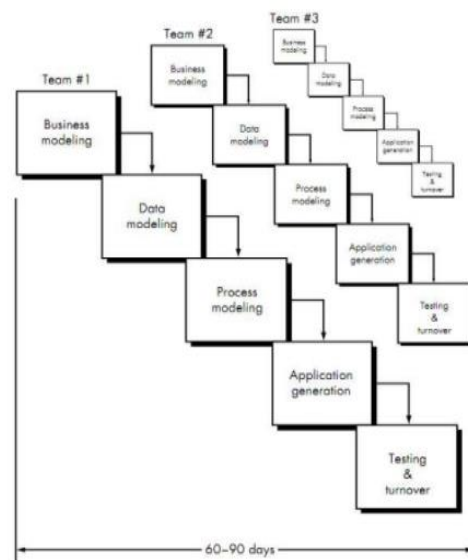 Team #1
Business
modeling
Data
modeling
Process
modeling
Application
generation
Testing
&
turnover
Team #2
Business
modeling
Data
modeling
Process
modeling
Application
generation
Testing
&
turnover
Team #3
Business
modeling
Data
modeling
Process
modeling
Application
generation
Testing
&
turnover
60–90 days